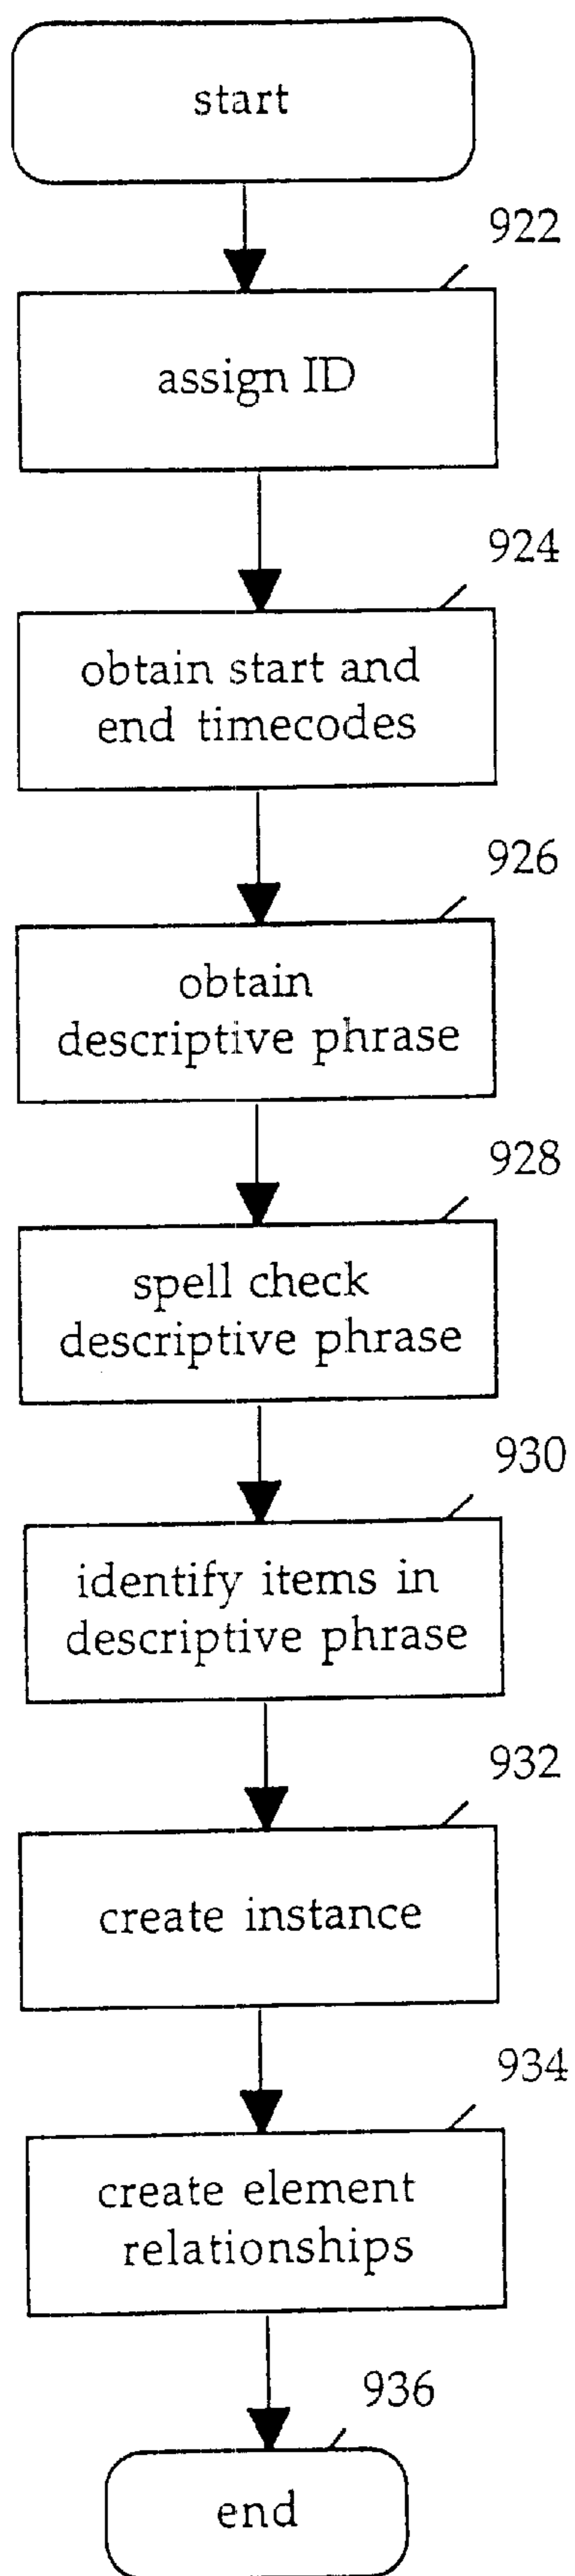 start
922
assign ID
924
obtain start and
end timecodes
926
obtain
descriptive phrase
928
spell check
descriptive phrase
930
identify items in
descriptive phrase
932
create instance
934
create element
relationships
936
end